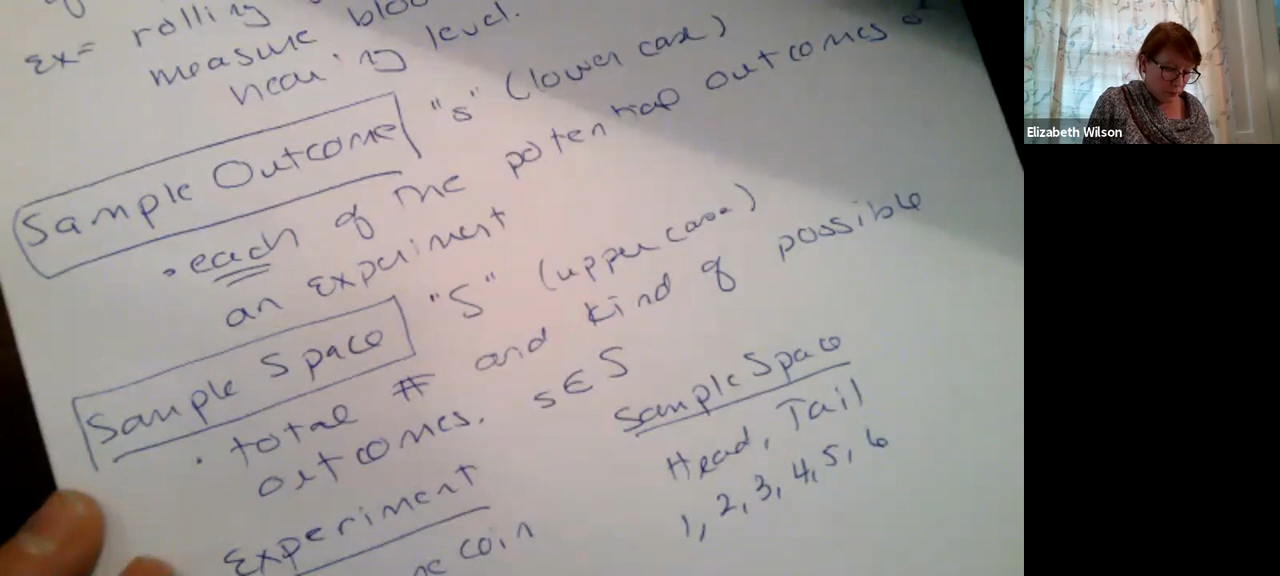 Ex= rolling
measure bloo
hearing level.
Sample Outcome "s" (lower case)
• each of the potential outcomes of
an experiment
Sample Space "S" (upper case)
• total # and kind of possible
outcomes. s∈S
Experiment Sample Space
coin Head, Tail
1, 2, 3, 4, 5, 6
Elizabeth Wilson